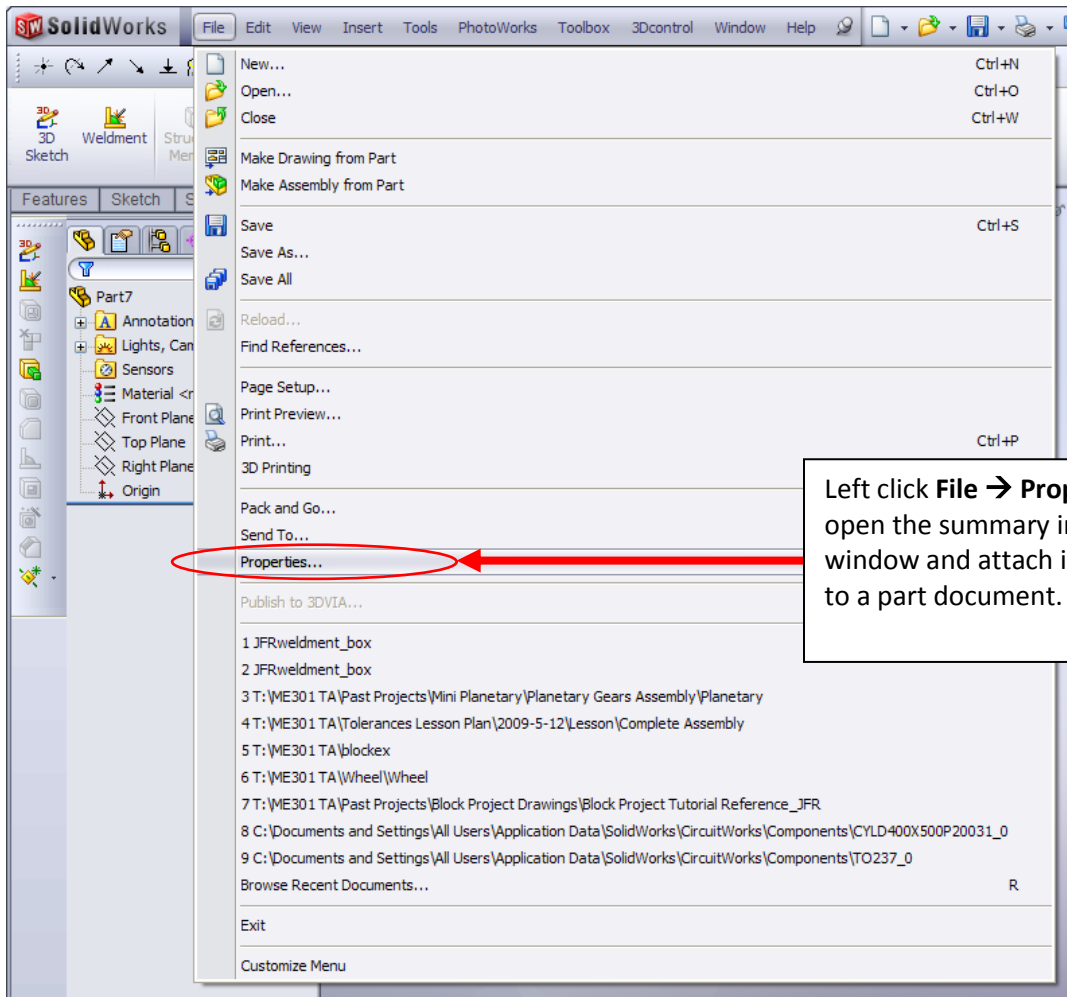 SolidWorks File Edit View Insert Tools PhotoWorks Toolbox 3Dcontrol Window Help
New... Ctrl+N
Open... Ctrl+O
Close Ctrl+W
3D Sketch
Weldment
Make Drawing from Part
Make Assembly from Part
Features Sketch
Save Ctrl+S
Save As...
Save All
Part7
Reload...
Annotation
Find References...
Lights, Cam
Sensors
Page Setup...
Material
Print Preview...
Front Plane
Print... Ctrl+P
Top Plane
3D Printing
Right Plane
Origin
Pack and Go...
Send To...
Properties...
Left click File → Prop
open the summary in
window and attach i
to a part document.
Publish to 3DVIA...
1 JFRweldment_box
2 JFRweldment_box
3 T:\ME301 TA\Past Projects\Mini Planetary\Planetary Gears Assembly\Planetary
4 T:\ME301 TA\Tolerances Lesson Plan\2009-5-12\Lesson\Complete Assembly
5 T:\ME301 TA\blockex
6 T:\ME301 TA\Wheel\Wheel
7 T:\ME301 TA\Past Projects\Block Project Drawings\Block Project Tutorial Reference_JFR
8 C:\Documents and Settings\All Users\Application Data\SolidWorks\CircuitWorks\Components\CYLD400X500P20031_0
9 C:\Documents and Settings\All Users\Application Data\SolidWorks\CircuitWorks\Components\TO237_0
Browse Recent Documents... R
Exit
Customize Menu